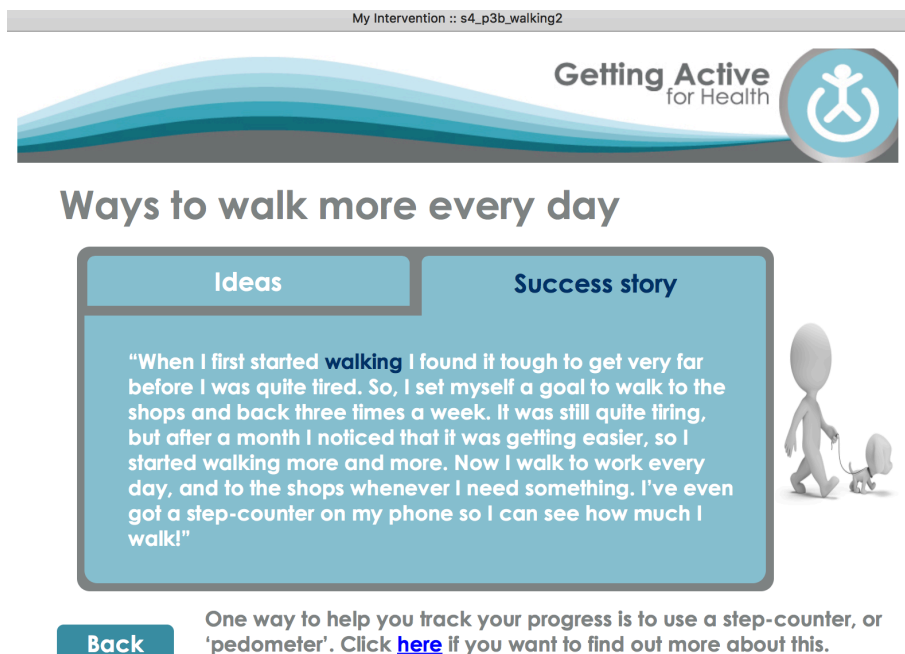 My Intervention :: s4_p3b_walking2
Getting Active
for Health
Ways to walk more every day
Ideas
Success story
“When I first started walking I found it tough to get very far
before I was quite tired. So, I set myself a goal to walk to the
shops and back three times a week. It was still quite tiring,
but after a month I noticed that it was getting easier, so I
started walking more and more. Now I walk to work every
day, and to the shops whenever I need something. I’ve even
got a step-counter on my phone so I can see how much I
walk!”
One way to help you track your progress is to use a step-counter, or
‘pedometer’. Click here if you want to find out more about this.
Back